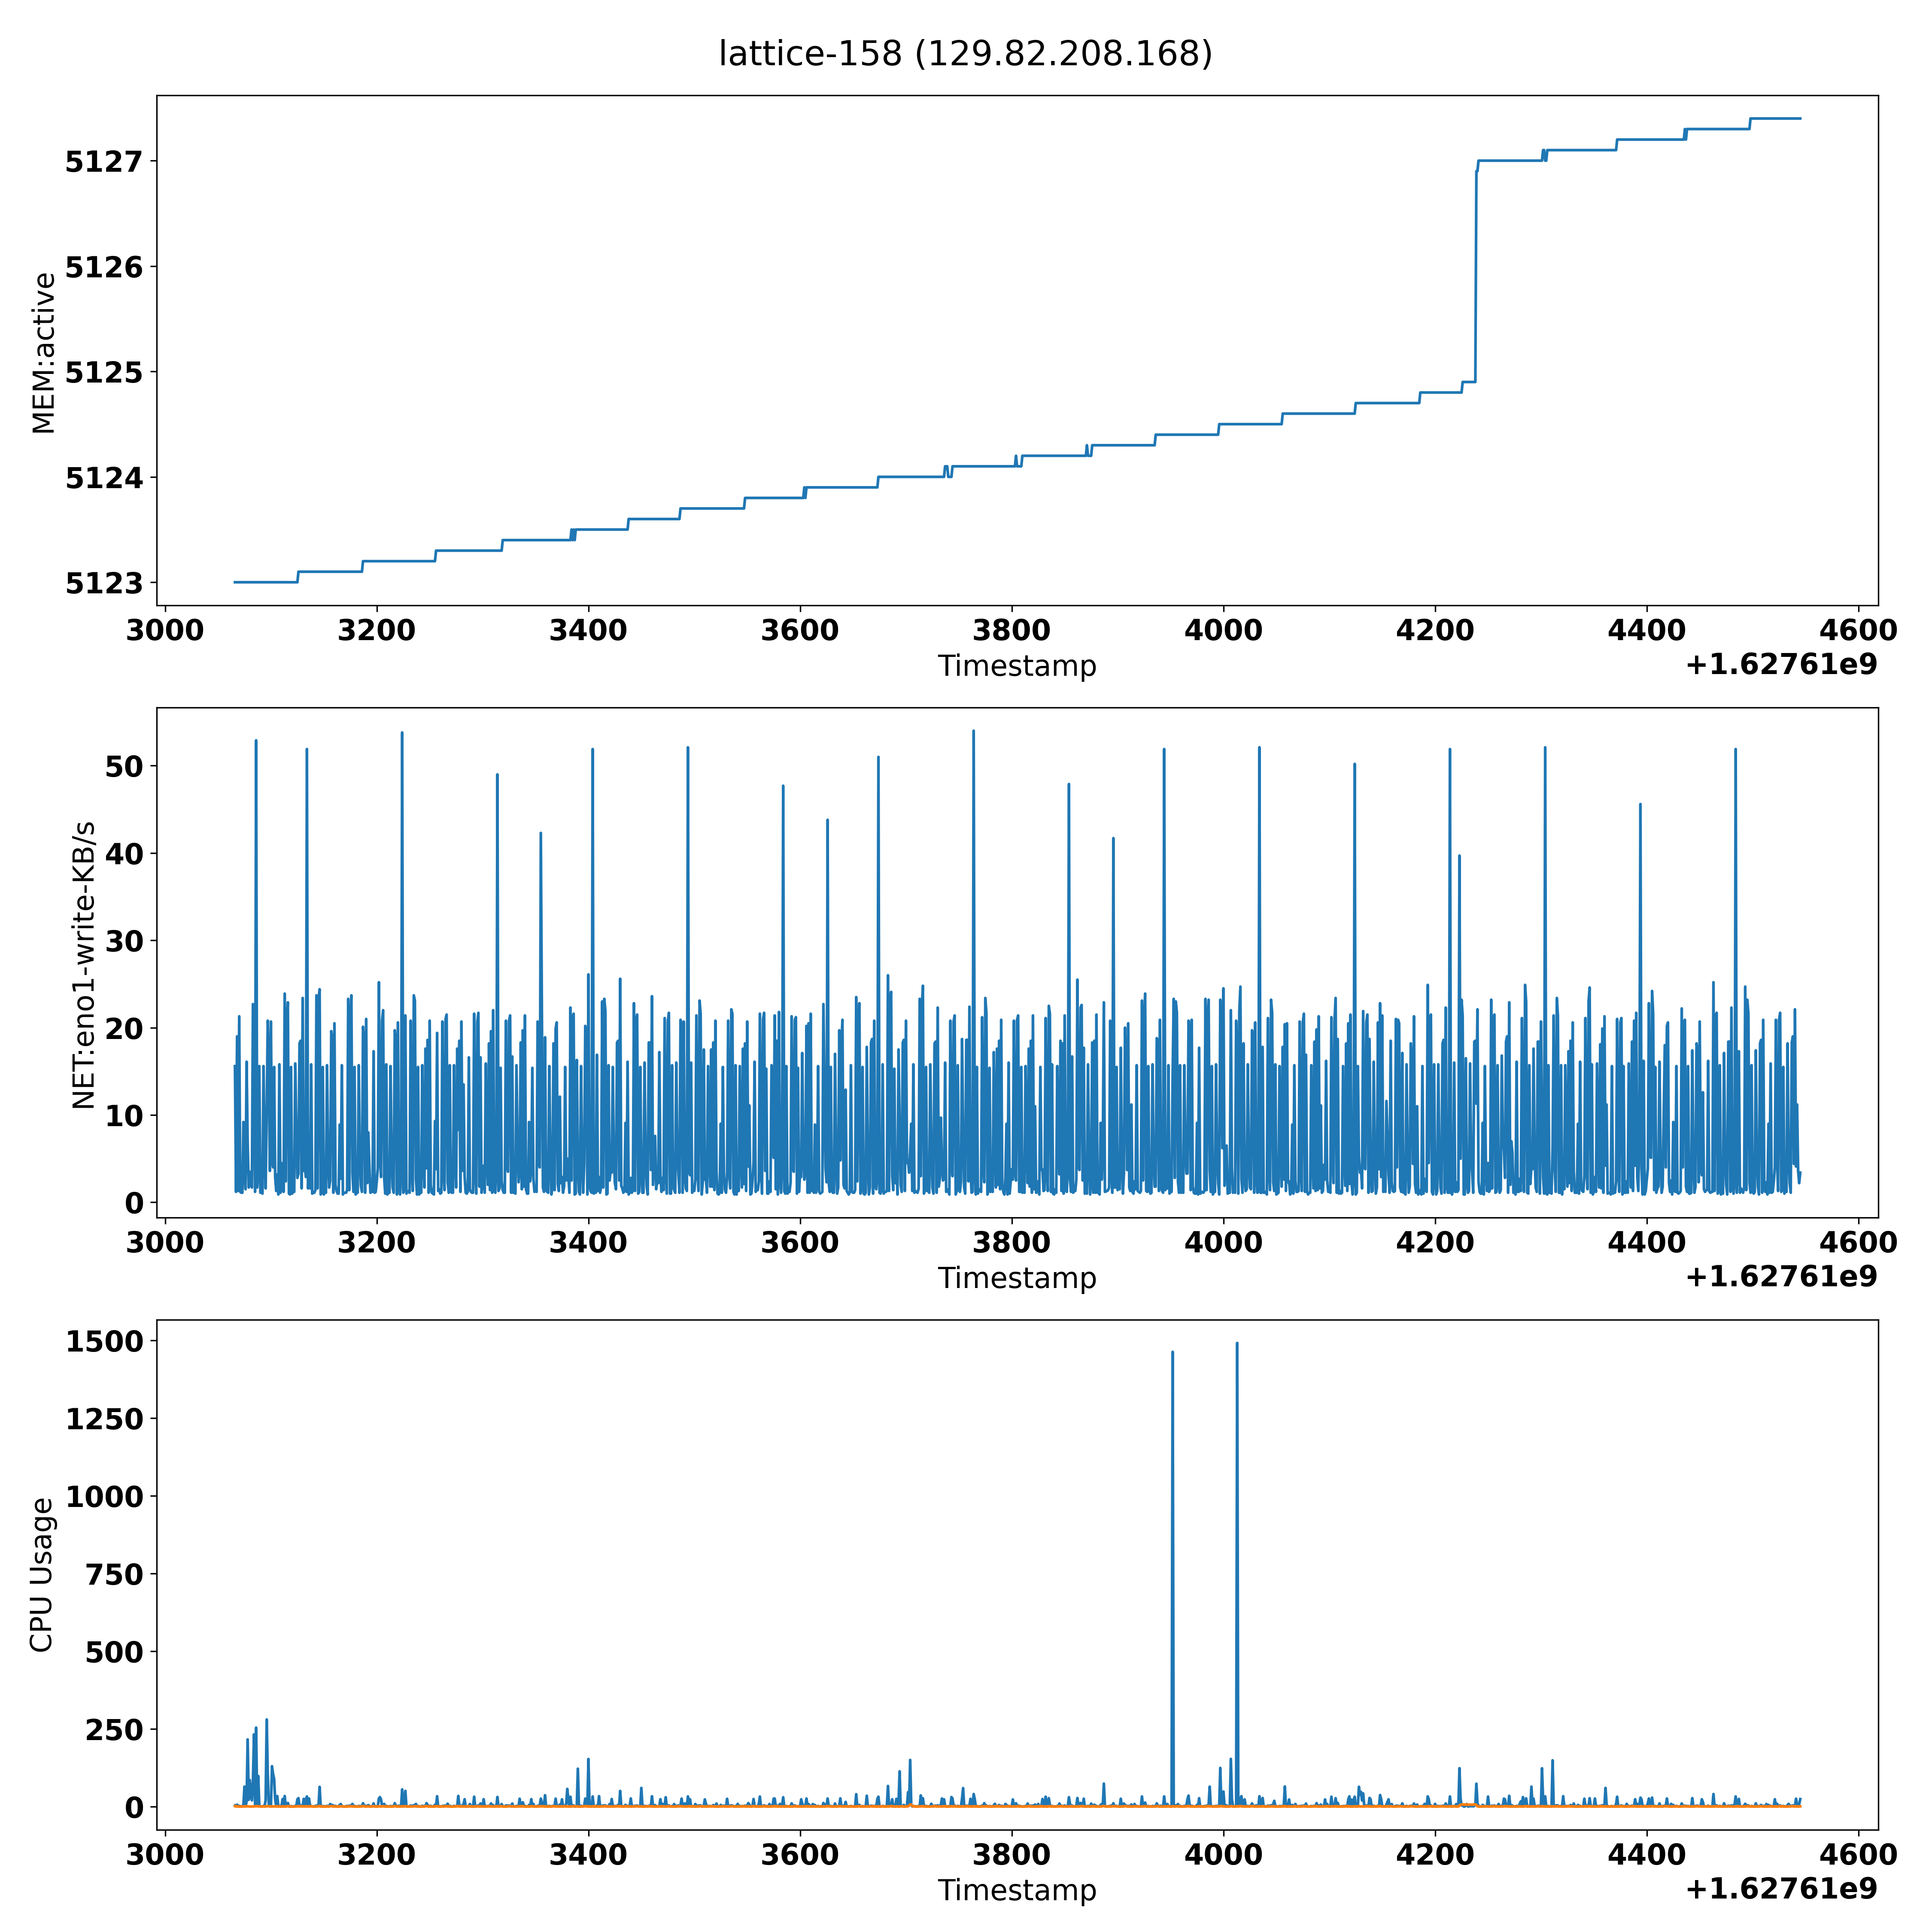 lattice-158 (129.82.208.168)
MEM:active
5127
5126
5125
5124
5123
3000 3200 3400 3600 3800 4000 4200 4400 4600
Timestamp
+1.62761e9
NET:eno1-write-KB/s
50
40
30
20
10
0
3000 3200 3400 3600 3800 4000 4200 4400 4600
Timestamp
+1.62761e9
CPU Usage
1500
1250
1000
750
500
250
0
3000 3200 3400 3600 3800 4000 4200 4400 4600
Timestamp
+1.62761e9